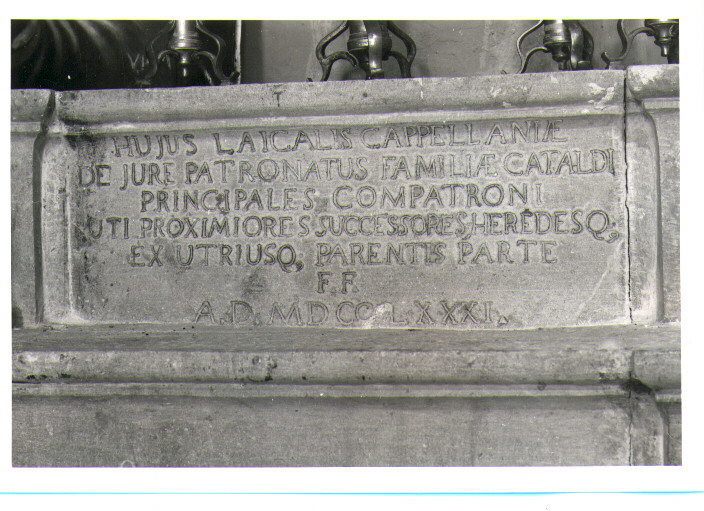 HUJUS LAICALIS CAPPELLANIÆ
DE JURE PATRONATUS FAMILIÆ CATALDI
PRINCIPALES COMPATRONI
UTI PROXIMIORES SUCCESSORES, HEREDESQ;
EX UTRIUSQ, PARENTIS PARTE
F. F.
A. D. MDCCLXXXI.